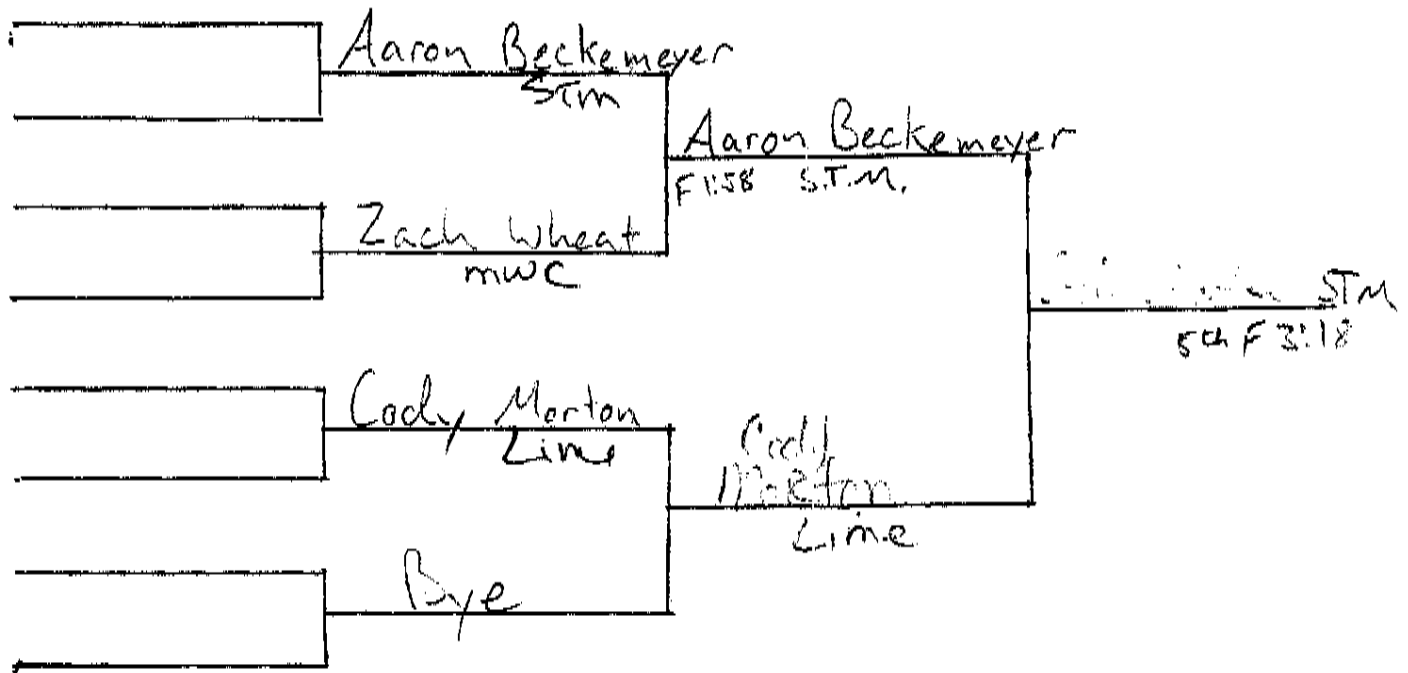 Aaron Beckemeyer
STM
Aaron Beckemeyer
F 1:58 S.T.M.
Zach Wheat
mwc
STM
5th F 3:18
Cody Morton
Lime
Cody
Morton
Lime
Bye